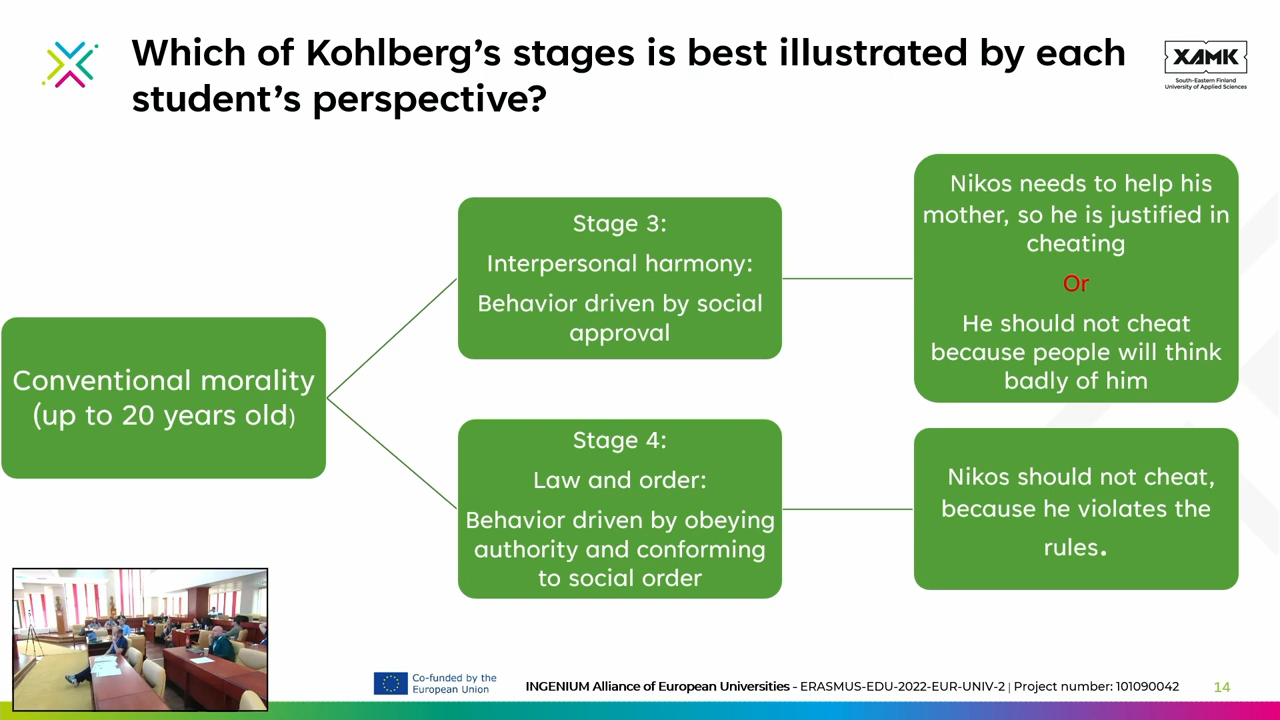 Which of Kohlberg's stages is best illustrated by each
student's perspective?
XAMK
South-Eastern Finland
University of Applied Sciences
Conventional morality
(up to 20 years old)
Stage 3:
Interpersonal harmony:
Behavior driven by social
approval
Nikos needs to help his
mother, so he is justified in
cheating
Or
He should not cheat
because people will think
badly of him
Stage 4:
Law and order:
Behavior driven by obeying
authority and conforming
to social order
Nikos should not cheat,
because he violates the
rules.
Co-funded by the
European Union
INGENIUM Alliance of European Universities - ERASMUS-EDU-2022-EUR-UNIV-2 | Project number: 101090042
14